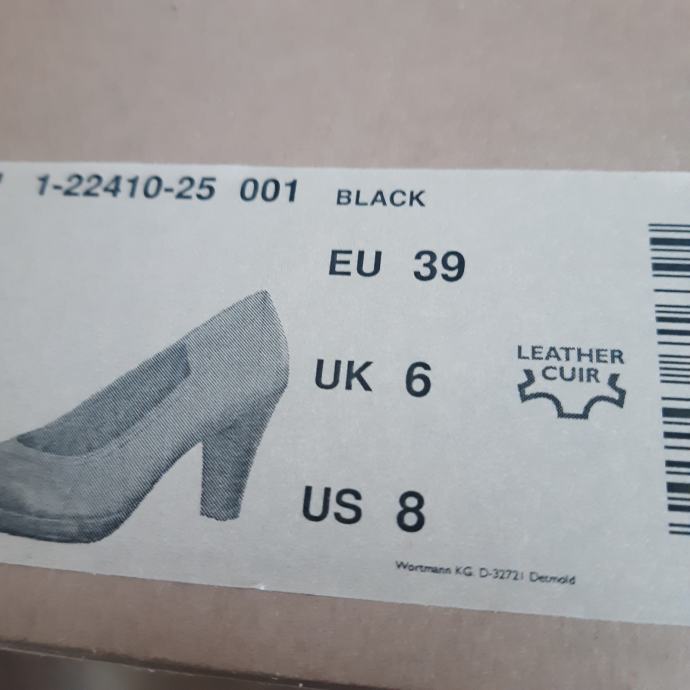 1-22410-25 001 BLACK
EU 39
UK 6
US 8
LEATHER
CUIR
Wortmann KG. D-32721 Detmold